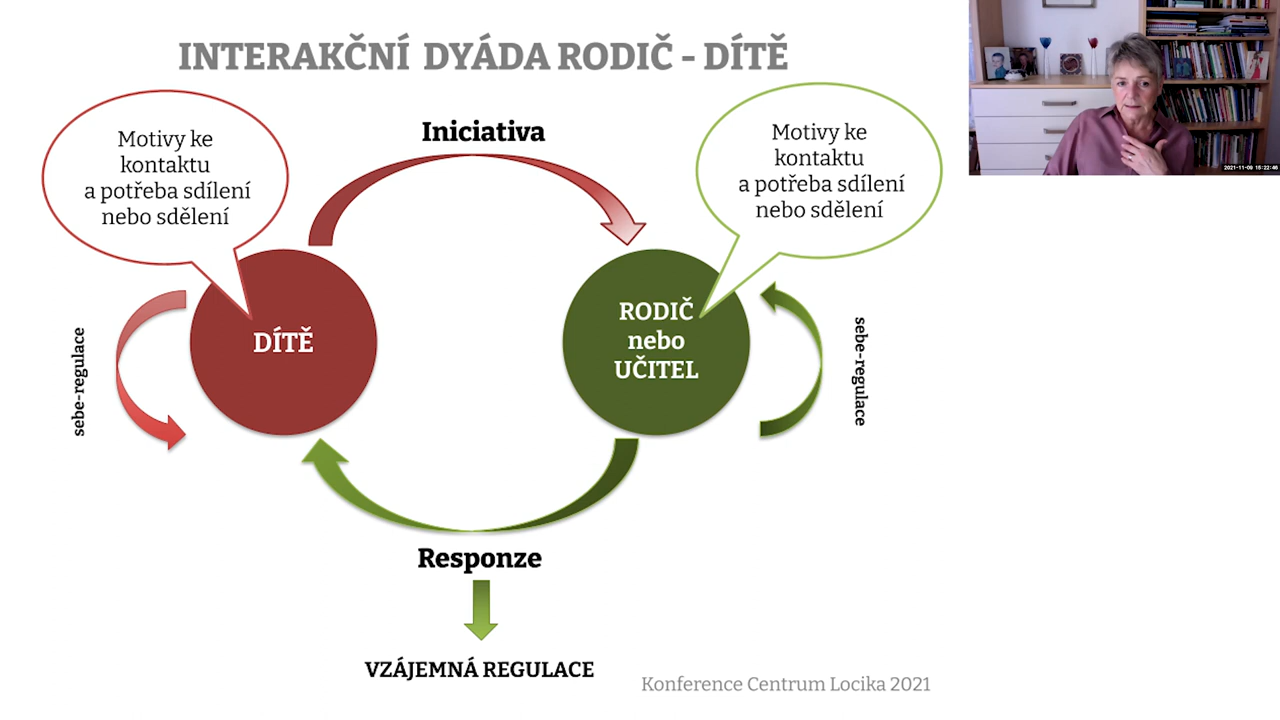 INTERAKČNÍ DYÁDA RODIČ - DÍTĚ
Motivy ke
kontaktu
a potřeba sdílení
nebo sdělení
Iniciativa
Motivy ke
kontaktu
a potřeba sdílení
nebo sdělení
sebe-regulace
DÍTĚ
RODIČ
nebo
UČITEL
sebe-regulace
Responze
VZÁJEMNÁ REGULACE
Konference Centrum Locika 2021